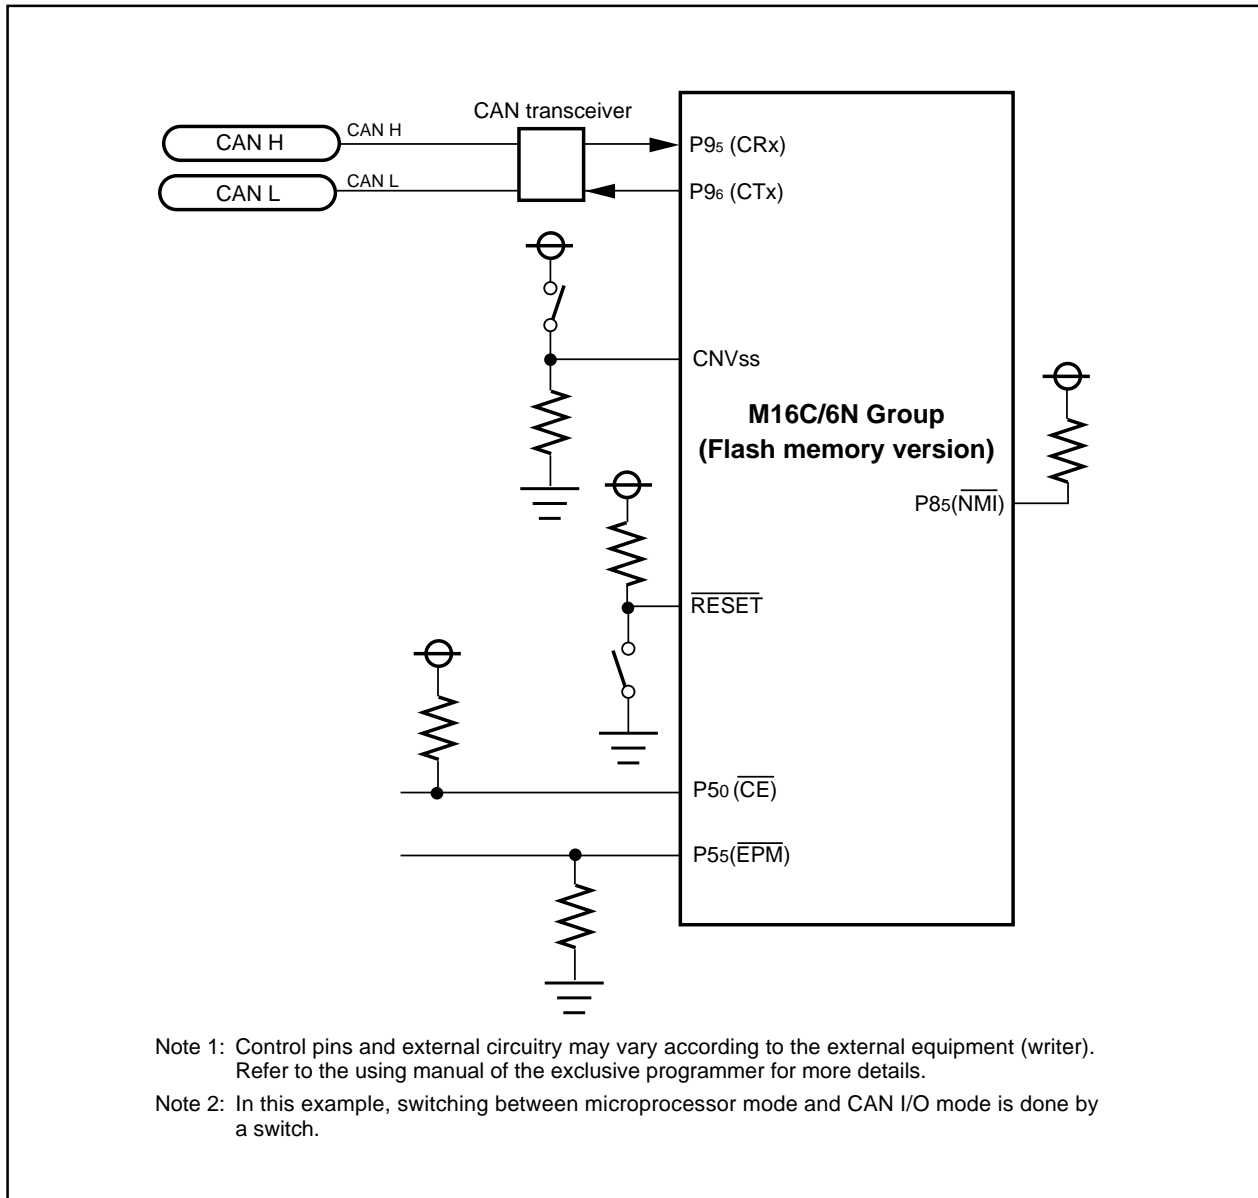 CAN transceiver
CAN H
CAN H
P95 (CRx)
CAN L
CAN L
P96 (CTx)
CNVss
M16C/6N Group
(Flash memory version)
P85(NMI)
RESET
P50 (CE)
P55(EPM)
Note 1: Control pins and external circuitry may vary according to the external equipment (writer).
Refer to the using manual of the exclusive programmer for more details.
Note 2: In this example, switching between microprocessor mode and CAN I/O mode is done by
a switch.